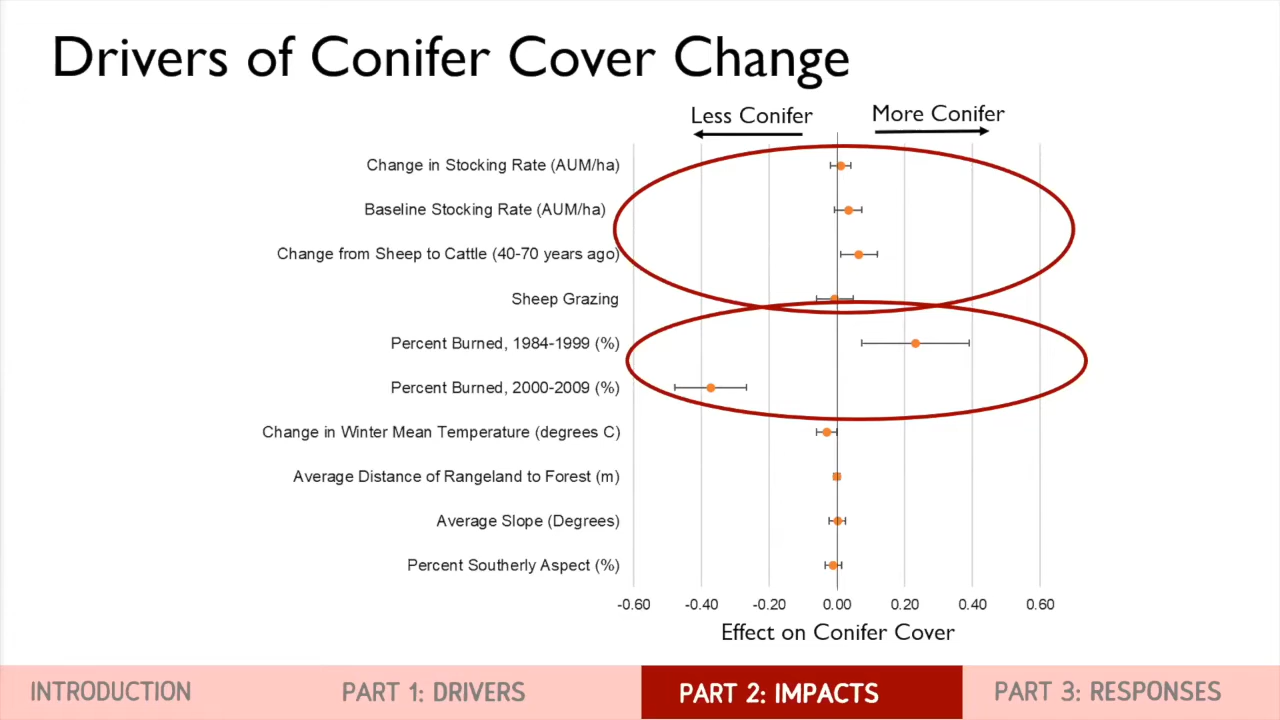 Drivers of Conifer Cover Change
Less Conifer
More Conifer
Change in Stocking Rate (AUM/ha)
Baseline Stocking Rate (AUM/ha)
Change from Sheep to Cattle (40-70 years ago)
Sheep Grazing
Percent Burned, 1984-1999 (%)
Percent Burned, 2000-2009 (%)
Change in Winter Mean Temperature (degrees C)
Average Distance of Rangeland to Forest (m)
Average Slope (Degrees)
Percent Southerly Aspect (%)
-0.60 -0.40 -0.20 0.00 0.20 0.40 0.60
Effect on Conifer Cover
INTRODUCTION
PART 1: DRIVERS
PART 2: IMPACTS
PART 3: RESPONSES